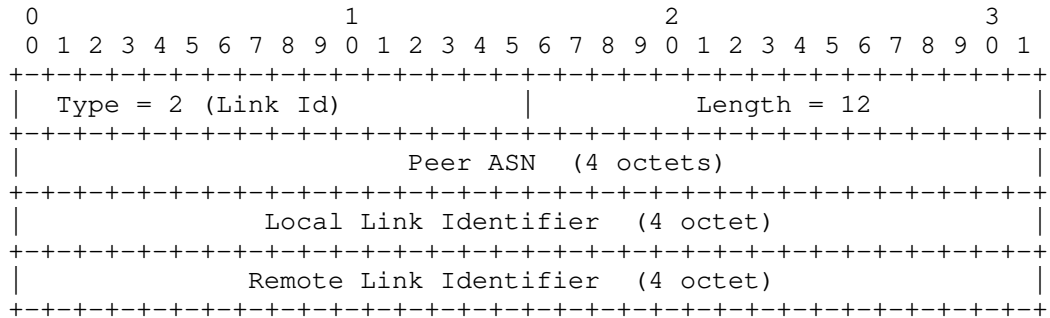 0                   1                   2                   3
 0 1 2 3 4 5 6 7 8 9 0 1 2 3 4 5 6 7 8 9 0 1 2 3 4 5 6 7 8 9 0 1
+-+-+-+-+-+-+-+-+-+-+-+-+-+-+-+-+-+-+-+-+-+-+-+-+-+-+-+-+-+-+-+-+
|  Type = 2 (Link Id)           |          Length = 12          |
+-+-+-+-+-+-+-+-+-+-+-+-+-+-+-+-+-+-+-+-+-+-+-+-+-+-+-+-+-+-+-+-+
|                        Peer ASN  (4 octets)                   |
+-+-+-+-+-+-+-+-+-+-+-+-+-+-+-+-+-+-+-+-+-+-+-+-+-+-+-+-+-+-+-+-+
|               Local Link Identifier  (4 octet)                |
+-+-+-+-+-+-+-+-+-+-+-+-+-+-+-+-+-+-+-+-+-+-+-+-+-+-+-+-+-+-+-+-+
|              Remote Link Identifier  (4 octet)                |
+-+-+-+-+-+-+-+-+-+-+-+-+-+-+-+-+-+-+-+-+-+-+-+-+-+-+-+-+-+-+-+-+